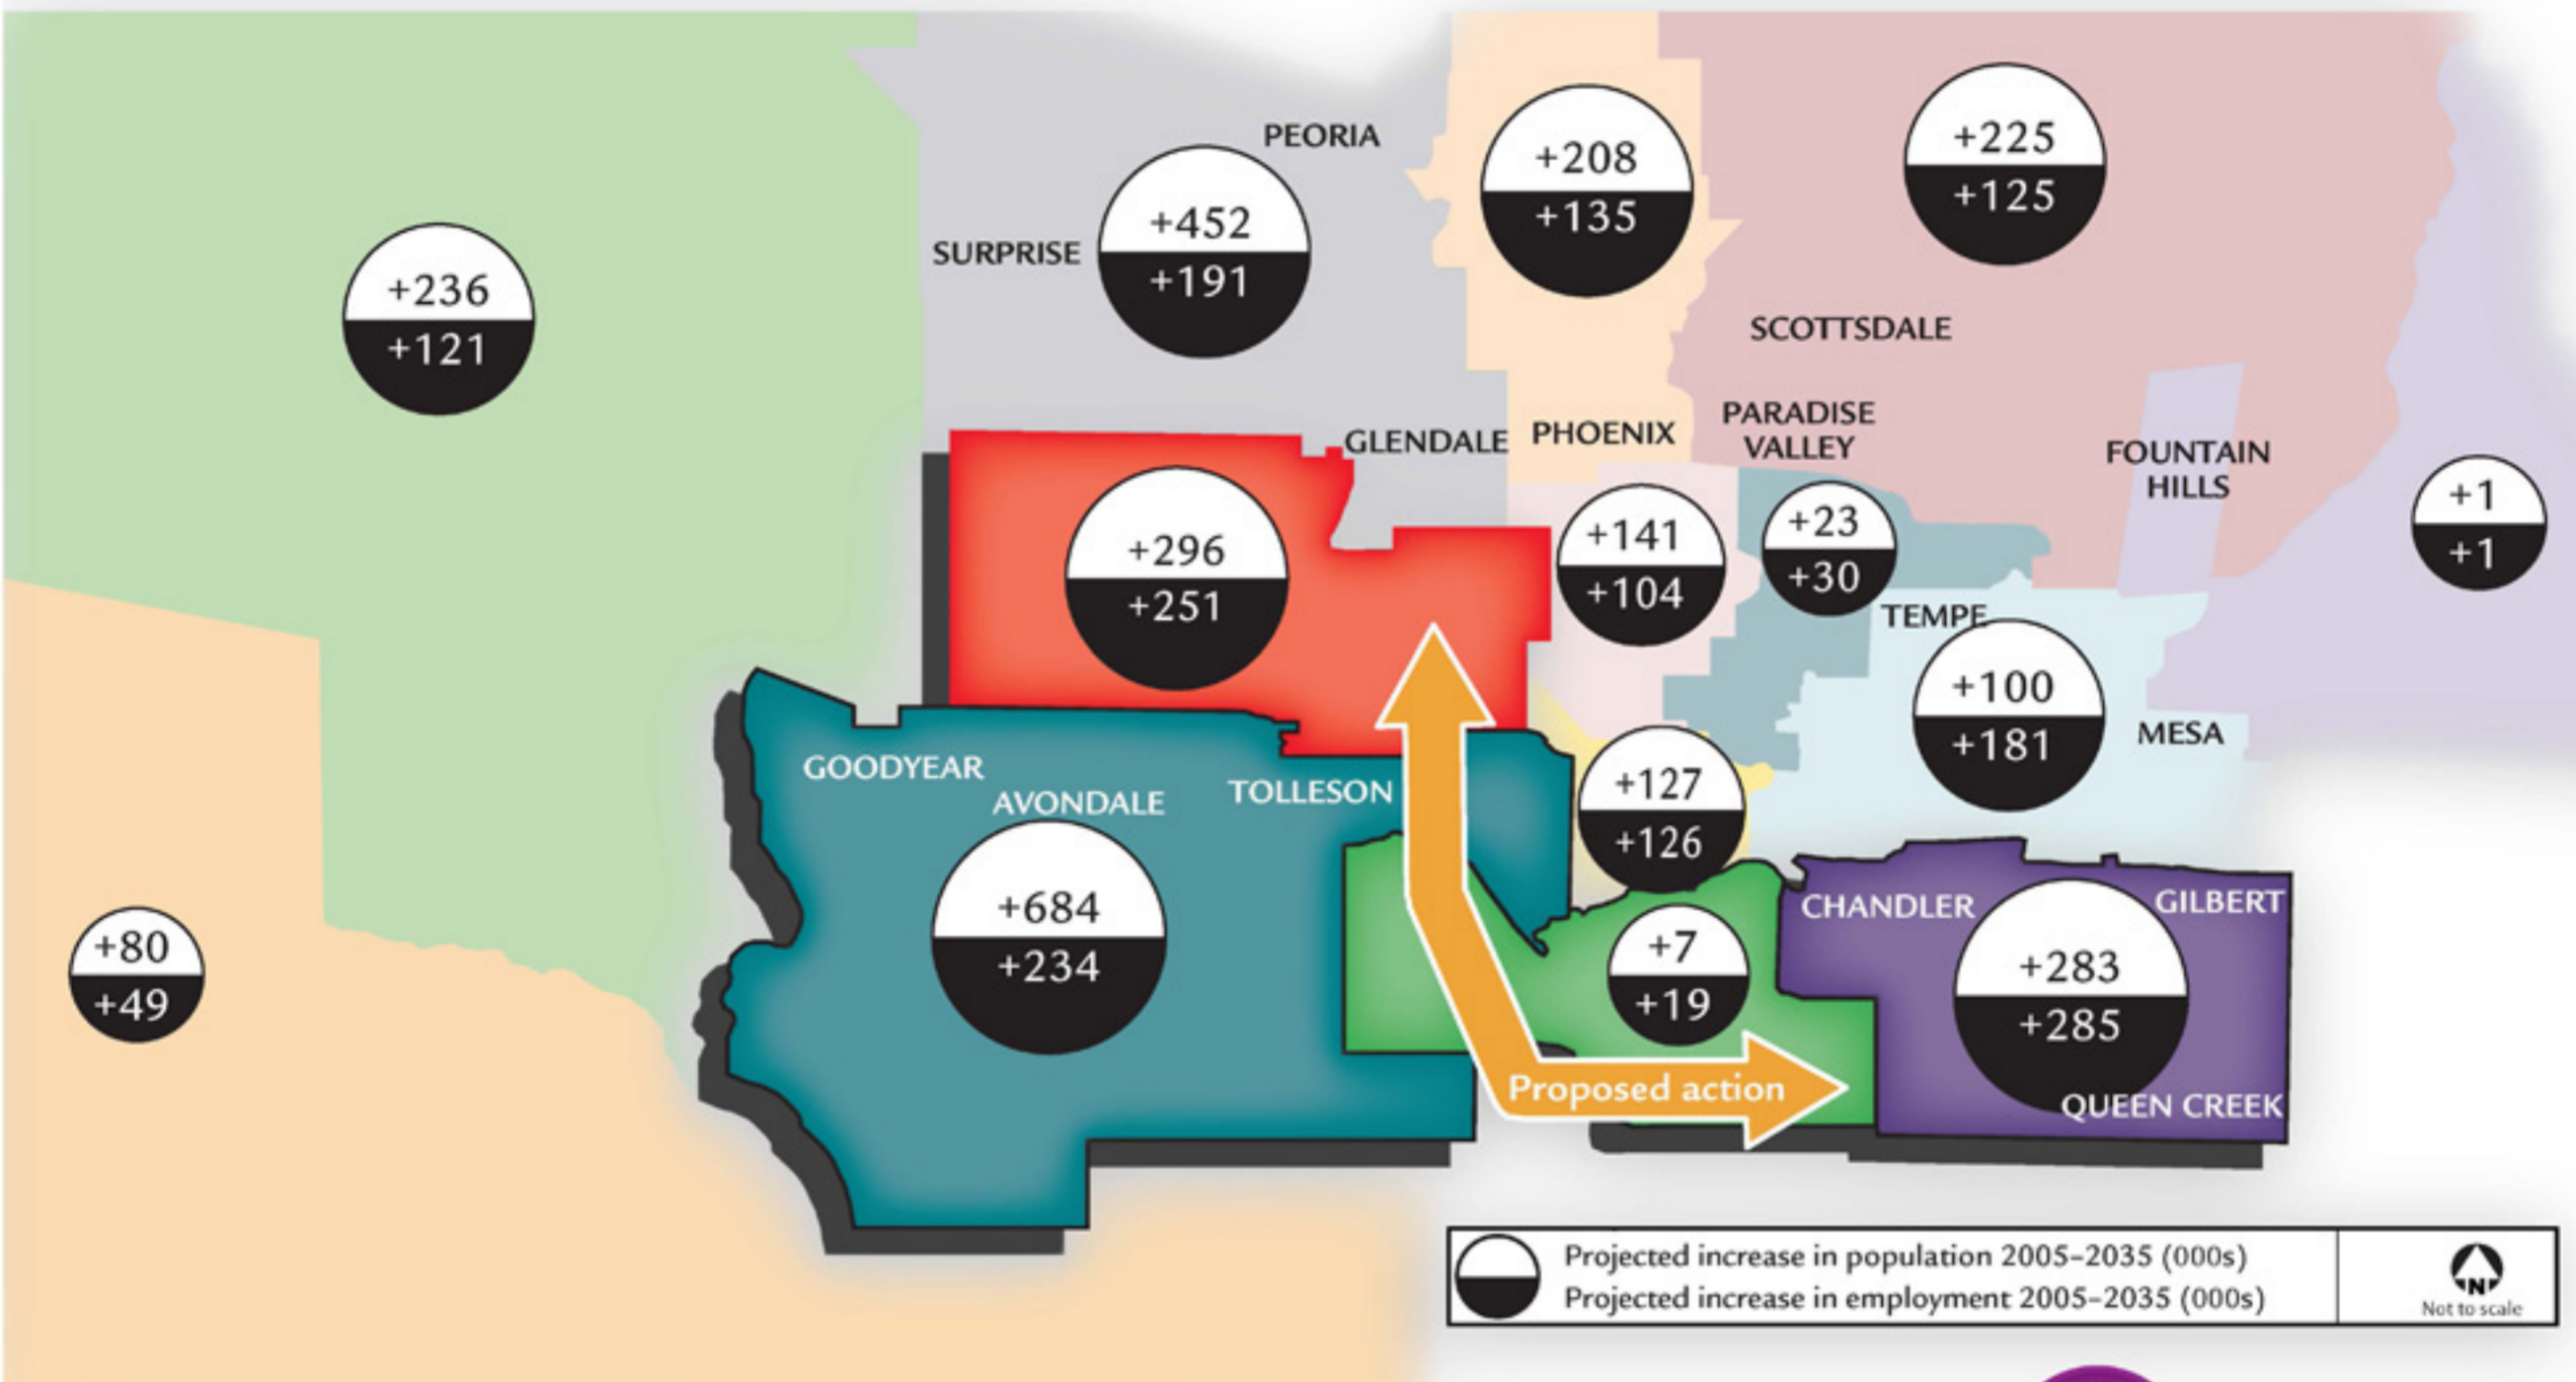 PEORIA
+208
+135
+225
+125
+452
+191
SURPRISE
+236
+121
SCOTTSDALE
GLENDALE
PHOENIX
PARADISE
VALLEY
FOUNTAIN
HILLS
+296
+251
+141
+104
+23
+30
+1
+1
TEMPE
+100
+181
MESA
GOODYEAR
AVONDALE
TOLLESON
+127
+126
+684
+234
CHANDLER
GILBERT
+80
+49
+7
+19
+283
+285
QUEEN CREEK
Proposed action
Projected increase in population 2005–2035 (000s)
Projected increase in employment 2005–2035 (000s)
N
Not to scale